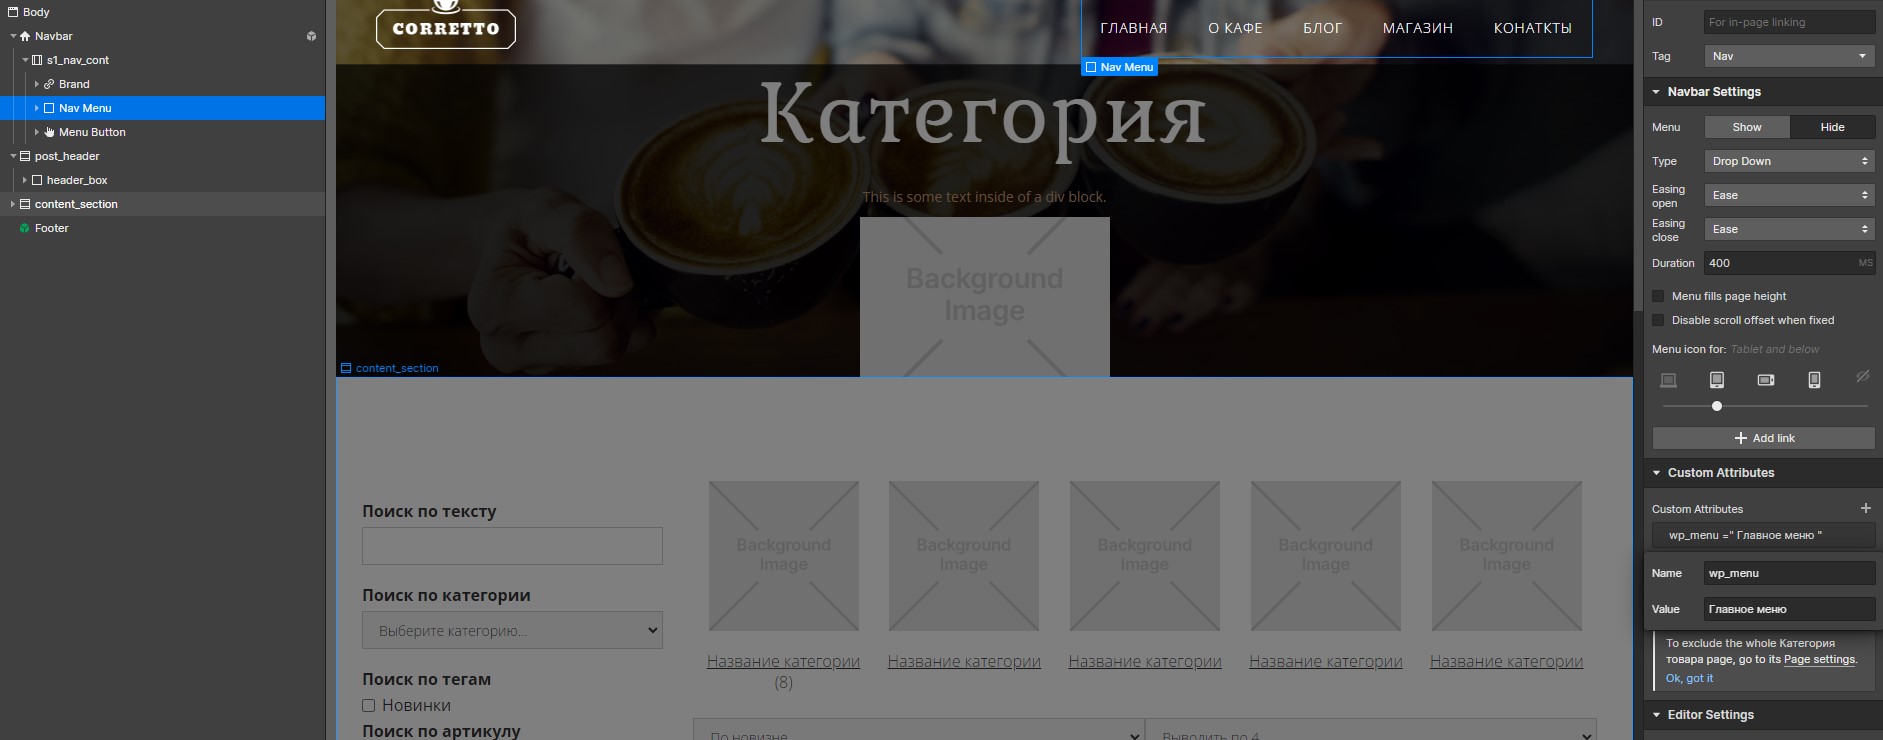 Body
Navbar
s1_nav_cont
Brand
Nav Menu
Menu Button
post_header
header_box
content_section
Footer
CORRETTO
ГЛАВНАЯ
О КАФЕ
БЛОГ
МАГАЗИН
КОНАТКТЫ
Nav Menu
Категория
This is some text inside of a div block.
Background
Image
content_section
Поиск по тексту
Поиск по категории
Выберите категорию...
Поиск по тегам
Новинки
Поиск по артикулу
Background
Image
Background
Image
Background
Image
Background
Image
Background
Image
Название категории
(8)
Название категории
Название категории
Название категории
Название категории
По новизне
Выводить по 4
ID
For in-page linking
Tag
Nav
Navbar Settings
Menu
Show
Hide
Type
Drop Down
Easing
open
Ease
Easing
close
Ease
Duration
400
MS
Menu fills page height
Disable scroll offset when fixed
Menu icon for: Tablet and below
Add link
Custom Attributes
Custom Attributes
wp_menu =" Главное меню "
Name
wp_menu
Value
Главное меню
To exclude the whole Категория
товара page, go to its Page settings.
Ok, got it
Editor Settings